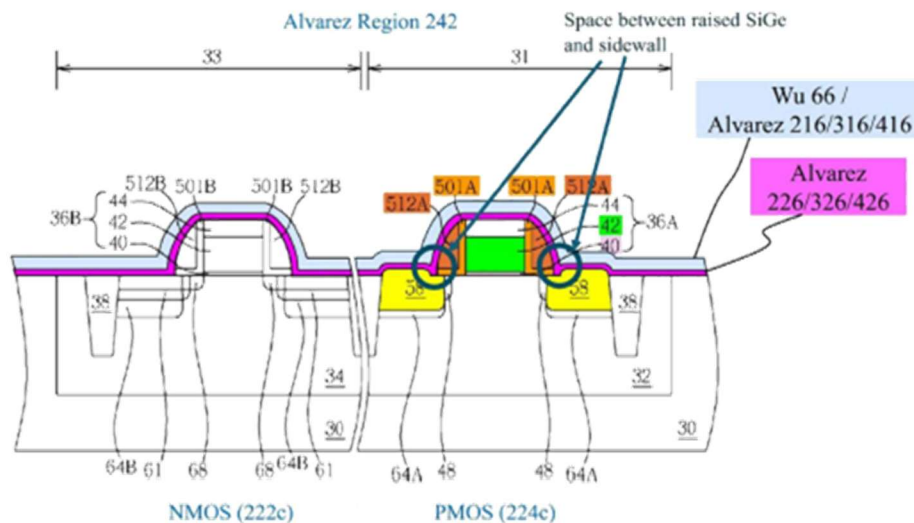 Alvarez Region 242
Space between raised SiGe
and sidewall
33
31
Wu 66 /
Alvarez 216/316/416
Alvarez
226/326/426
512B 501B 501B 512B
501A 501A
512A 512A
36B { 44
42
40
44 } 36A
42
40
38
58
58
38
34
32
30
30
64B 61 68 68 64B 61
64A 48 48 64A
NMOS (222c)
PMOS (224c)